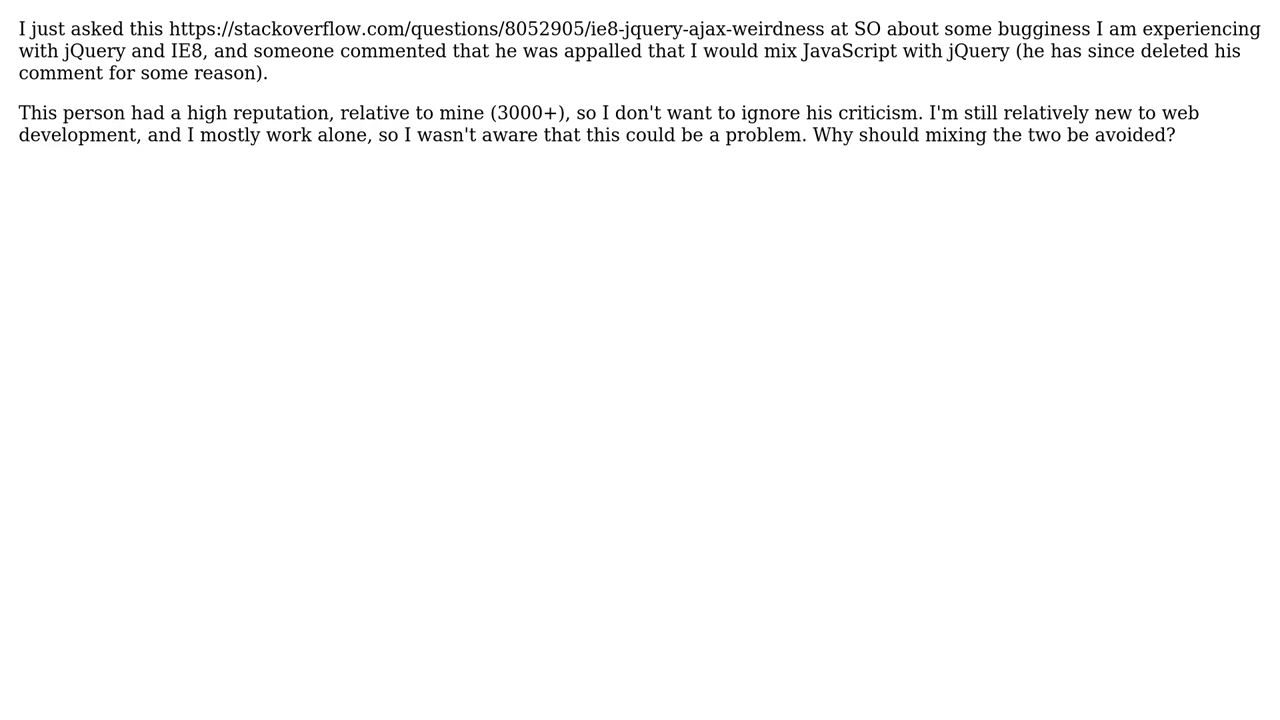 I just asked this https://stackoverflow.com/questions/8052905/ie8-jquery-ajax-weirdness at SO about some bugginess I am experiencing
with jQuery and IE8, and someone commented that he was appalled that I would mix JavaScript with jQuery (he has since deleted his
comment for some reason).
This person had a high reputation, relative to mine (3000+), so I don't want to ignore his criticism. I'm still relatively new to web
development, and I mostly work alone, so I wasn't aware that this could be a problem. Why should mixing the two be avoided?